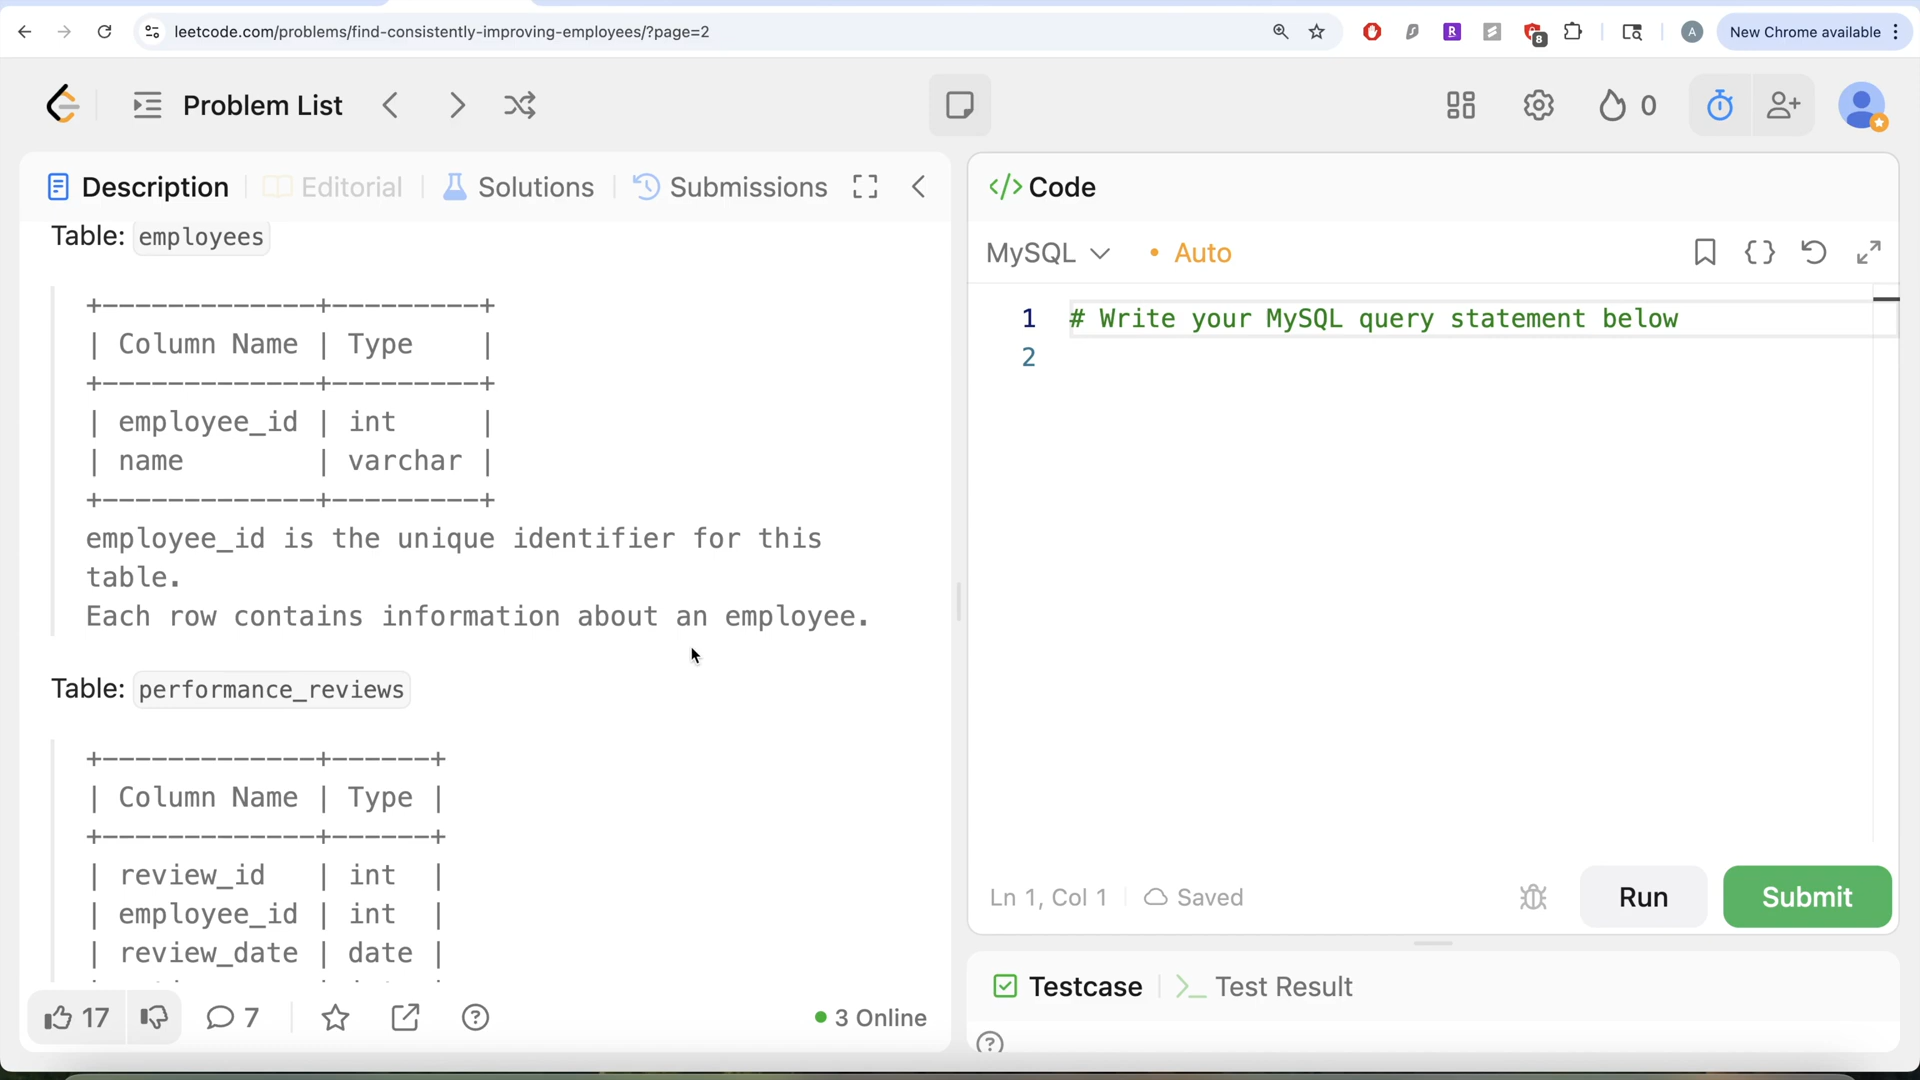 leetcode.com/problems/find-consistently-improving-employees/?page=2
8
R
A
New Chrome available
Problem List
0
Description
Editorial
Solutions
Submissions
</> Code
Table: employees
MySQL
• Auto
+-------------+---------+
| Column Name | Type    |
+-------------+---------+
| employee_id | int     |
| name        | varchar |
+-------------+---------+
employee_id is the unique identifier for this
table.
Each row contains information about an employee.
Table: performance_reviews
+-------------+------+
| Column Name | Type |
+-------------+------+
| review_id   | int  |
| employee_id | int  |
| review_date | date |
17
7
3 Online
1 # Write your MySQL query statement below
2
Ln 1, Col 1
Saved
Run
Submit
Testcase
>_ Test Result